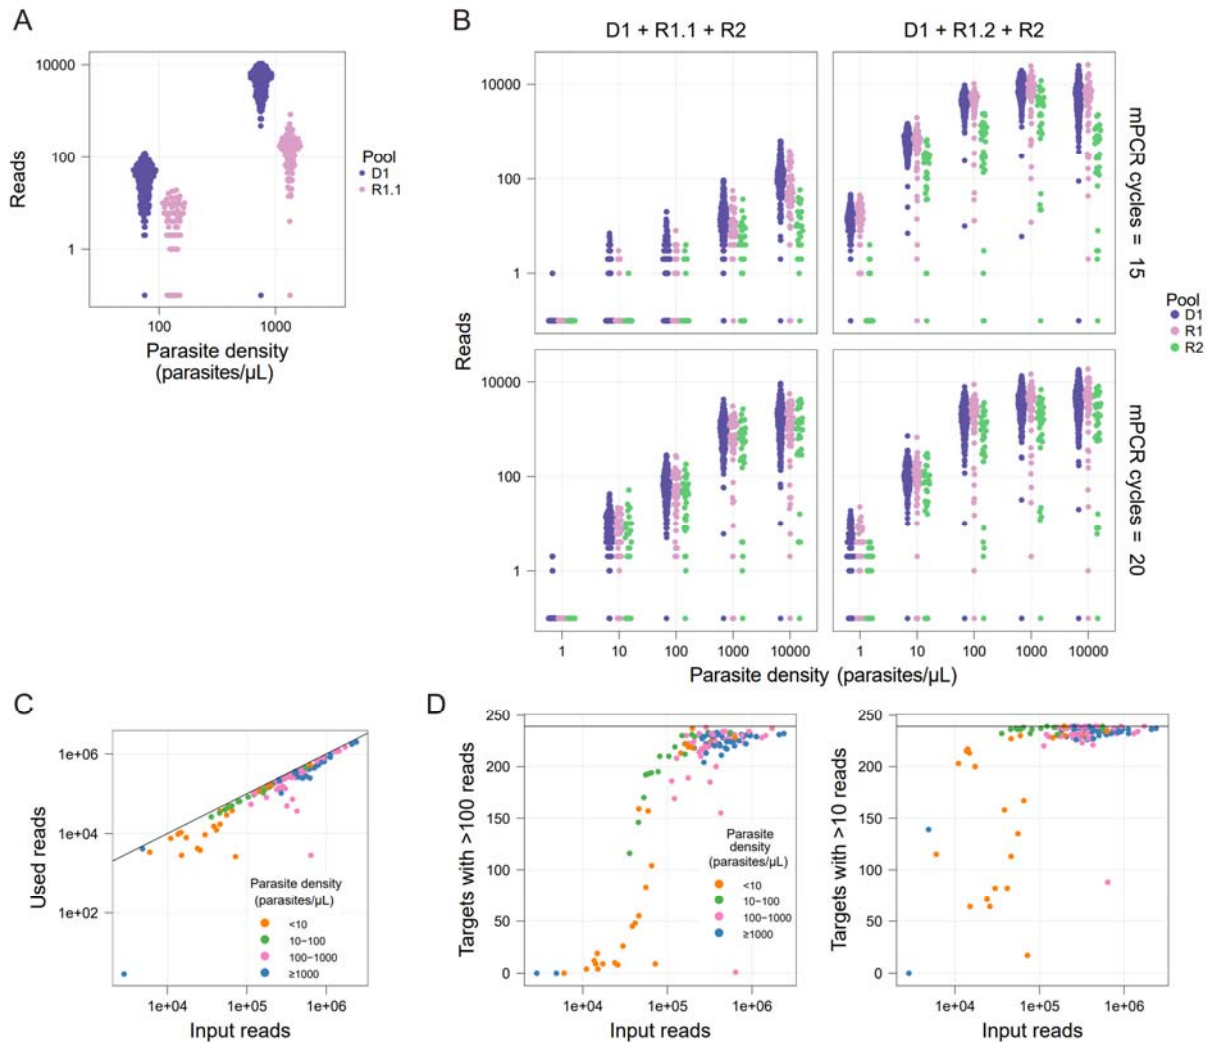 A
10000
100
1
Reads
100
1000
Parasite density
(parasites/μL)
Pool
D1
R1.1
B
D1 + R1.1 + R2
D1 + R1.2 + R2
10000
100
1
mPCR cycles = 15
Reads
10000
100
1
mPCR cycles = 20
1
10
100
1000
10000
1
10
100
1000
10000
Parasite density (parasites/μL)
Pool
D1
R1
R2
C
1e+06
1e+04
1e+02
Used reads
1e+04
1e+05
1e+06
Input reads
Parasite density
(parasites/μL)
<10
10-100
100-1000
≥1000
D
250
200
150
100
50
0
Targets with >100 reads
1e+04
1e+05
1e+06
Input reads
Parasite
density
(parasites/μL)
<10
10-100
100-1000
≥1000
250
200
150
100
50
0
Targets with >10 reads
1e+04
1e+05
1e+06
Input reads